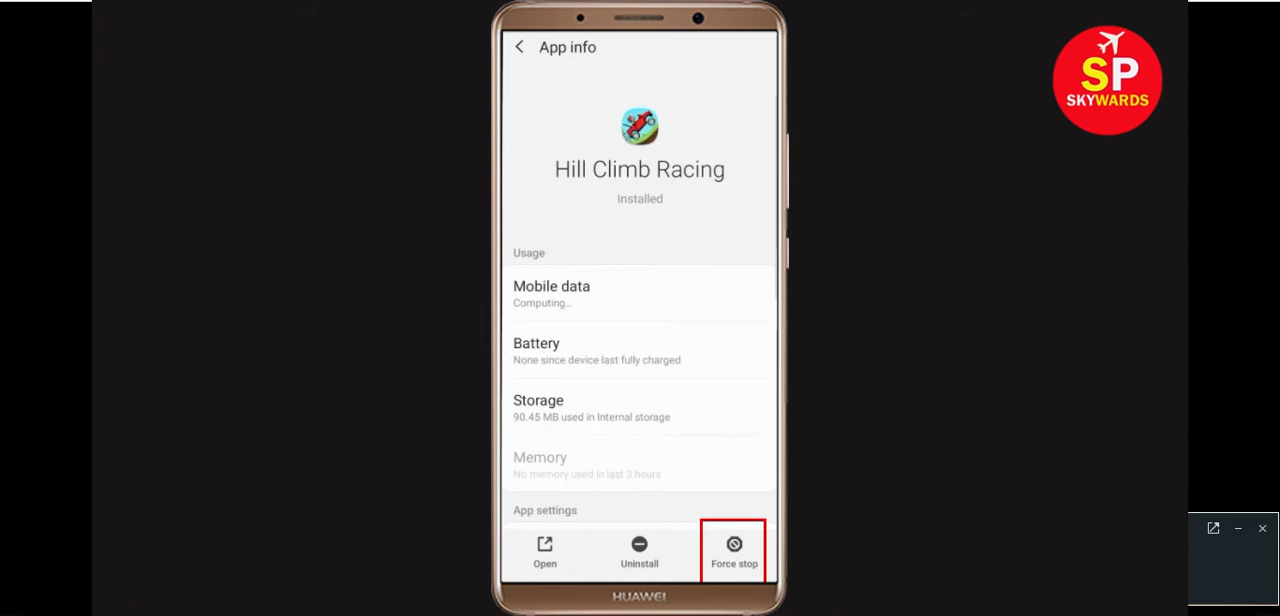 App info
SP
SKYWARDS
Hill Climb Racing
Installed
Usage
Mobile data
Computing...
Battery
None since device last fully charged
Storage
90.45 MB used in Internal storage
Memory
No memory used in last 3 hours
App settings
Open
Uninstall
Force stop
HUAWEI